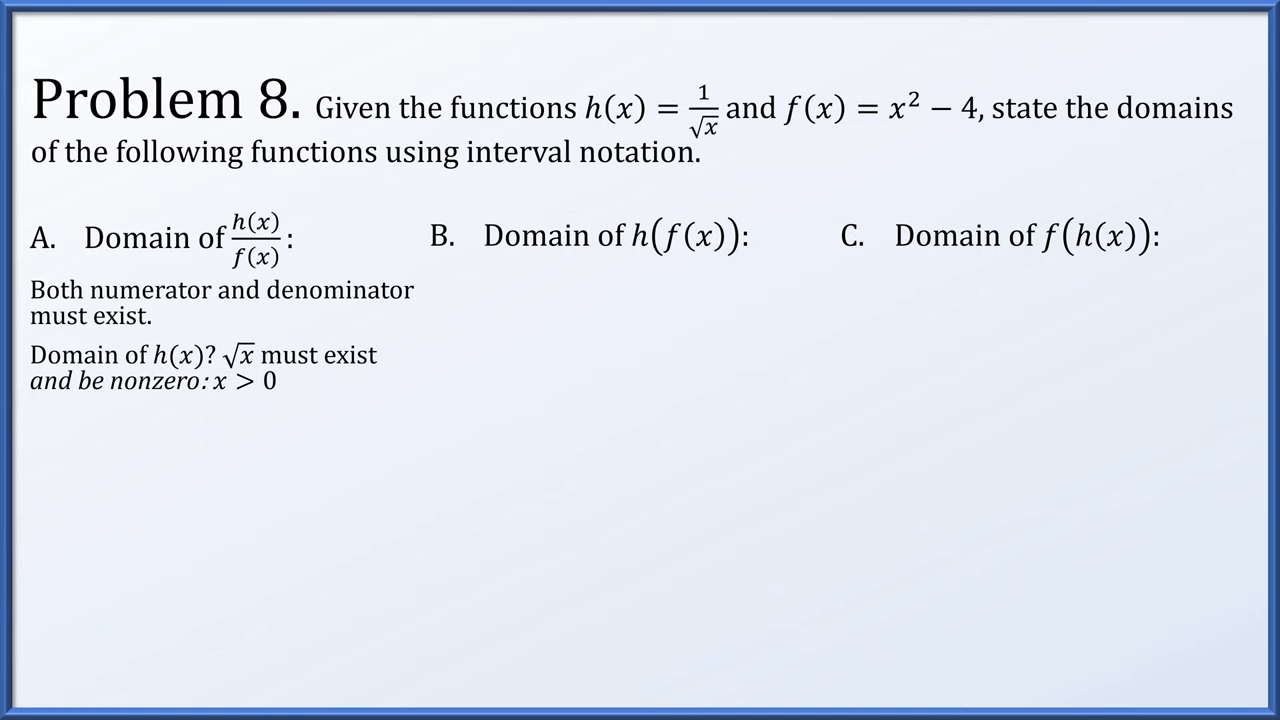 Problem 8. Given the functions h(x) = 1/√x and f(x) = x² − 4, state the domains
of the following functions using interval notation.
A. Domain of h(x)/f(x):
B. Domain of h(f(x)):
C. Domain of f(h(x)):
Both numerator and denominator
must exist.
Domain of h(x)? √x must exist
and be nonzero: x > 0